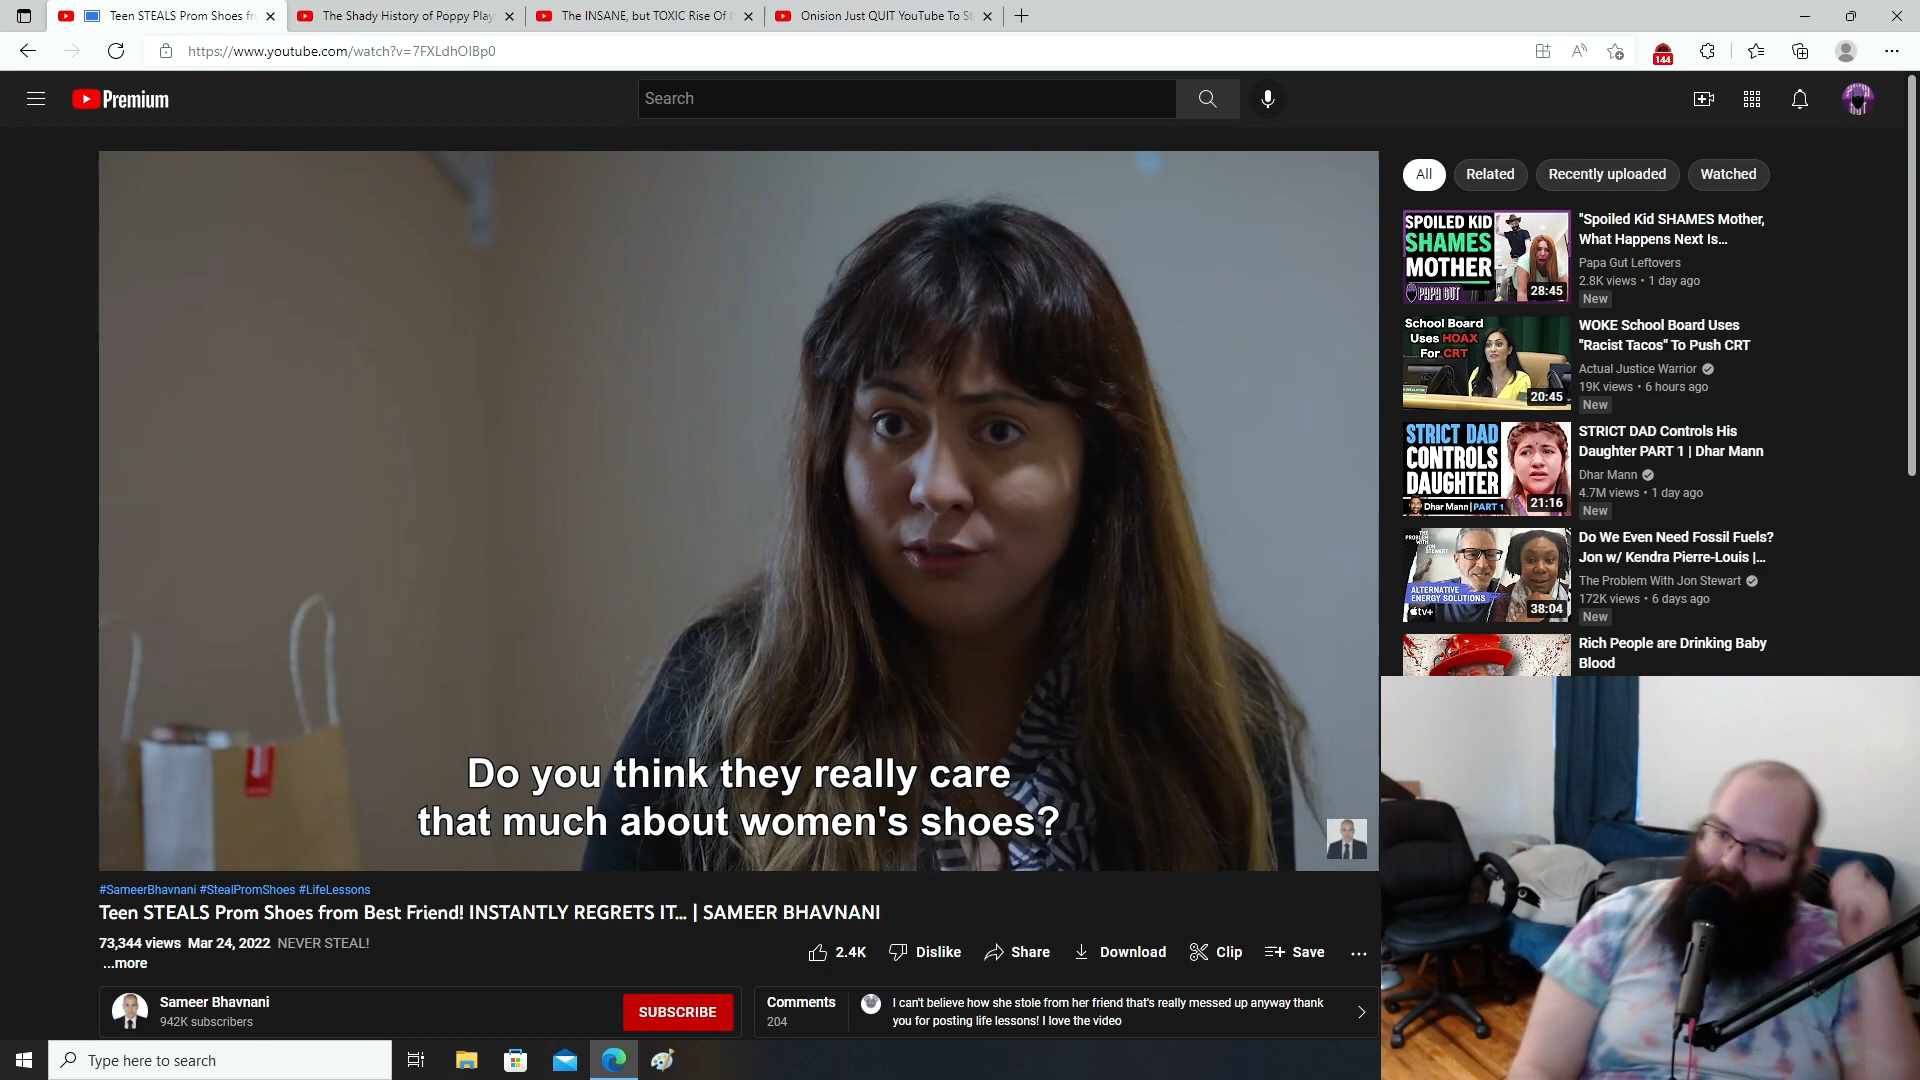 Teen STEALS Prom Shoes fr
The Shady History of Poppy Play
The INSANE, but TOXIC Rise Of
Onision Just QUIT YouTube To
https://www.youtube.com/watch?v=7FXLdhOIBp0
144
Premium
Search
All
Related
Recently uploaded
Watched
SPOILED KID
SHAMES
MOTHER
PAPA GUT
28:45
"Spoiled Kid SHAMES Mother,
What Happens Next Is...
Papa Gut Leftovers
2.8K views • 1 day ago
New
School Board
Uses HOAX
For CRT
20:45
WOKE School Board Uses
"Racist Tacos" To Push CRT
Actual Justice Warrior
19K views • 6 hours ago
New
STRICT DAD
CONTROLS
DAUGHTER
Dhar Mann | PART 1
21:16
STRICT DAD Controls His
Daughter PART 1 | Dhar Mann
Dhar Mann
4.7M views • 1 day ago
New
THE
PROBLEM
WITH
JON
STEWART
ALTERNATIVE
ENERGY SOLUTIONS
tv+
38:04
Do We Even Need Fossil Fuels?
Jon w/ Kendra Pierre-Louis |...
The Problem With Jon Stewart
172K views • 6 days ago
New
Rich People are Drinking Baby
Blood
Do you think they really care
that much about women's shoes?
#SameerBhavnani #StealPromShoes #LifeLessons
Teen STEALS Prom Shoes from Best Friend! INSTANTLY REGRETS IT... | SAMEER BHAVNANI
73,344 views Mar 24, 2022 NEVER STEAL!
...more
2.4K
Dislike
Share
Download
Clip
Save
Sameer Bhavnani
942K subscribers
SUBSCRIBE
Comments
204
I can't believe how she stole from her friend that's really messed up anyway thank
you for posting life lessons! I love the video
Type here to search